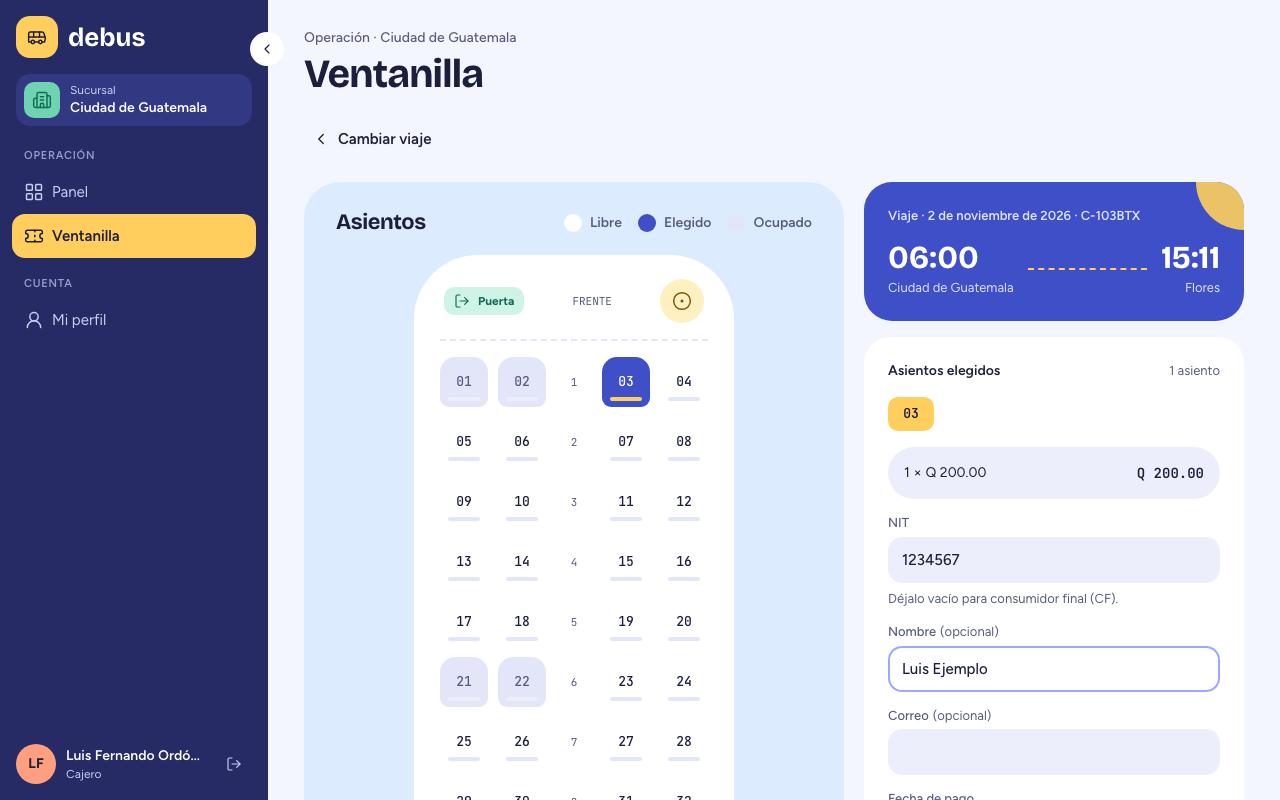 debus
Sucursal
Ciudad de Guatemala
OPERACIÓN
Panel
Ventanilla
CUENTA
Mi perfil
LF
Luis Fernando Ordó...
Cajero
Operación · Ciudad de Guatemala
Ventanilla
Cambiar viaje
Asientos
Libre
Elegido
Ocupado
Puerta
FRENTE
01 02 1 03 04
05 06 2 07 08
09 10 3 11 12
13 14 4 15 16
17 18 5 19 20
21 22 6 23 24
25 26 7 27 28
29 30 8 31 32
Viaje · 2 de noviembre de 2026 · C-103BTX
06:00 15:11
Ciudad de Guatemala Flores
Asientos elegidos 1 asiento
03
1 × Q 200.00 Q 200.00
NIT
1234567
Déjalo vacío para consumidor final (CF).
Nombre (opcional)
Luis Ejemplo
Correo (opcional)
Fecha de pago